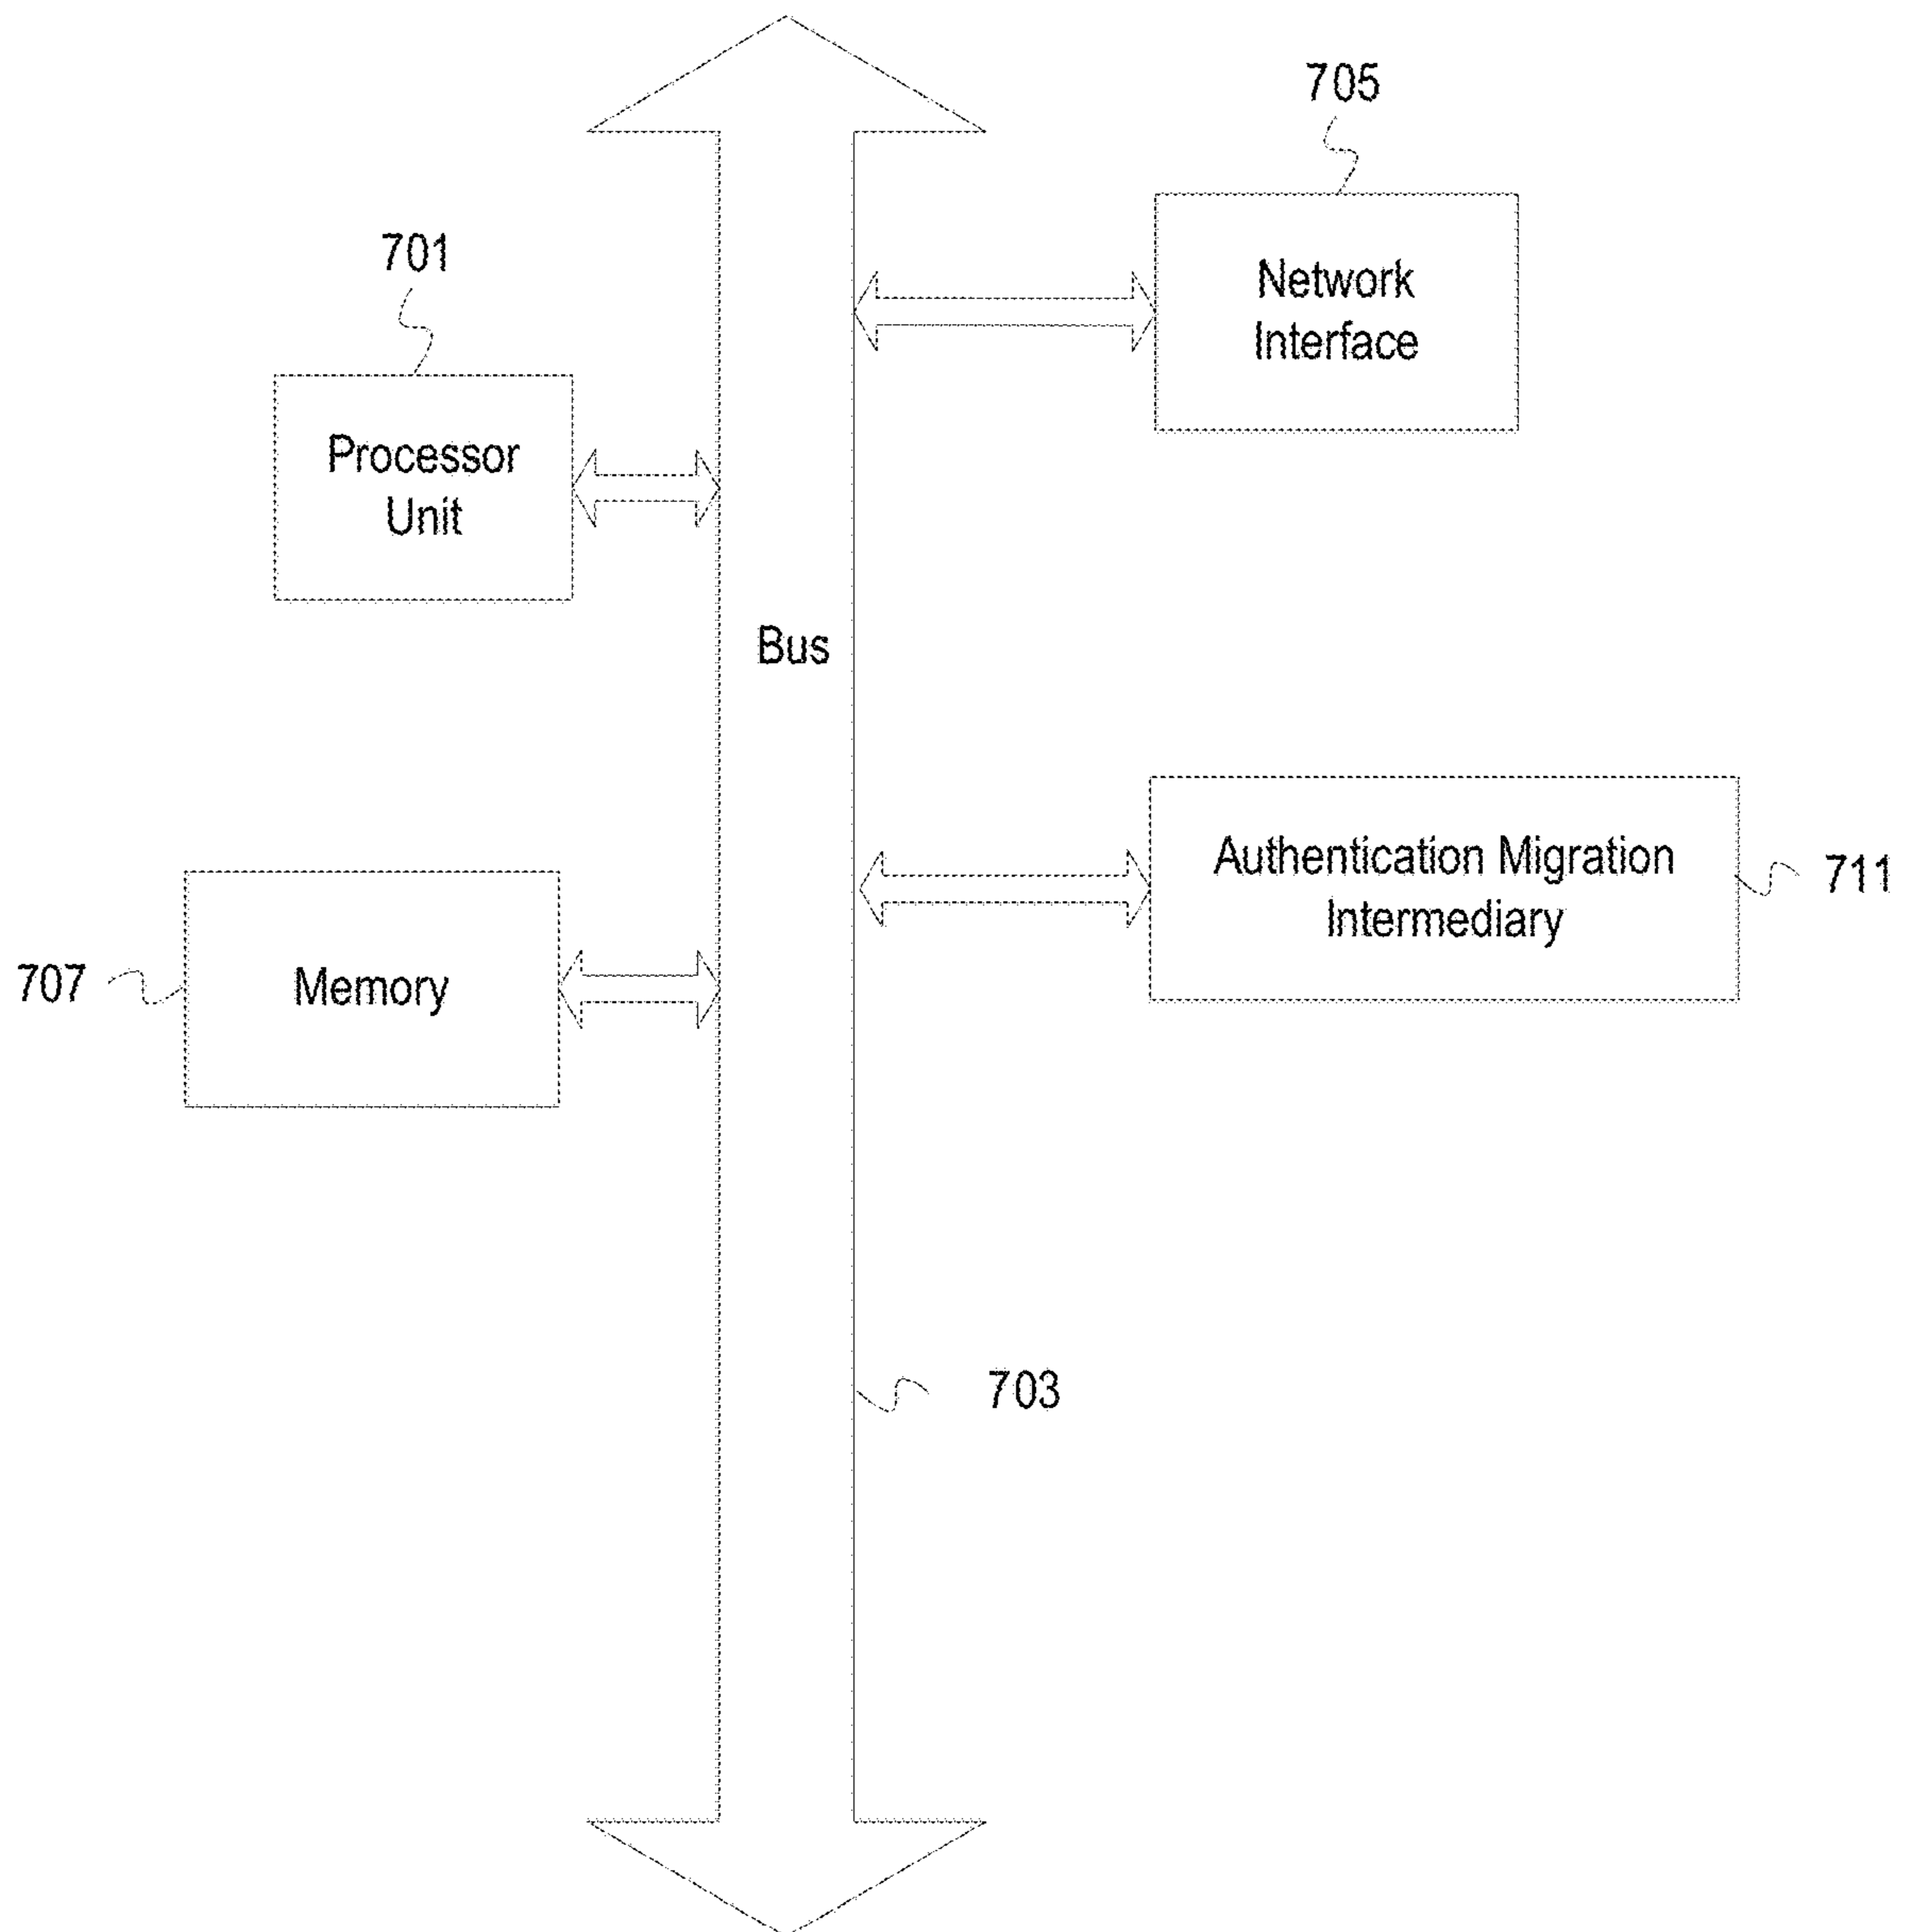 705
Network
Interface
701
Processor
Unit
Bus
Authentication Migration
Intermediary
711
707
Memory
703